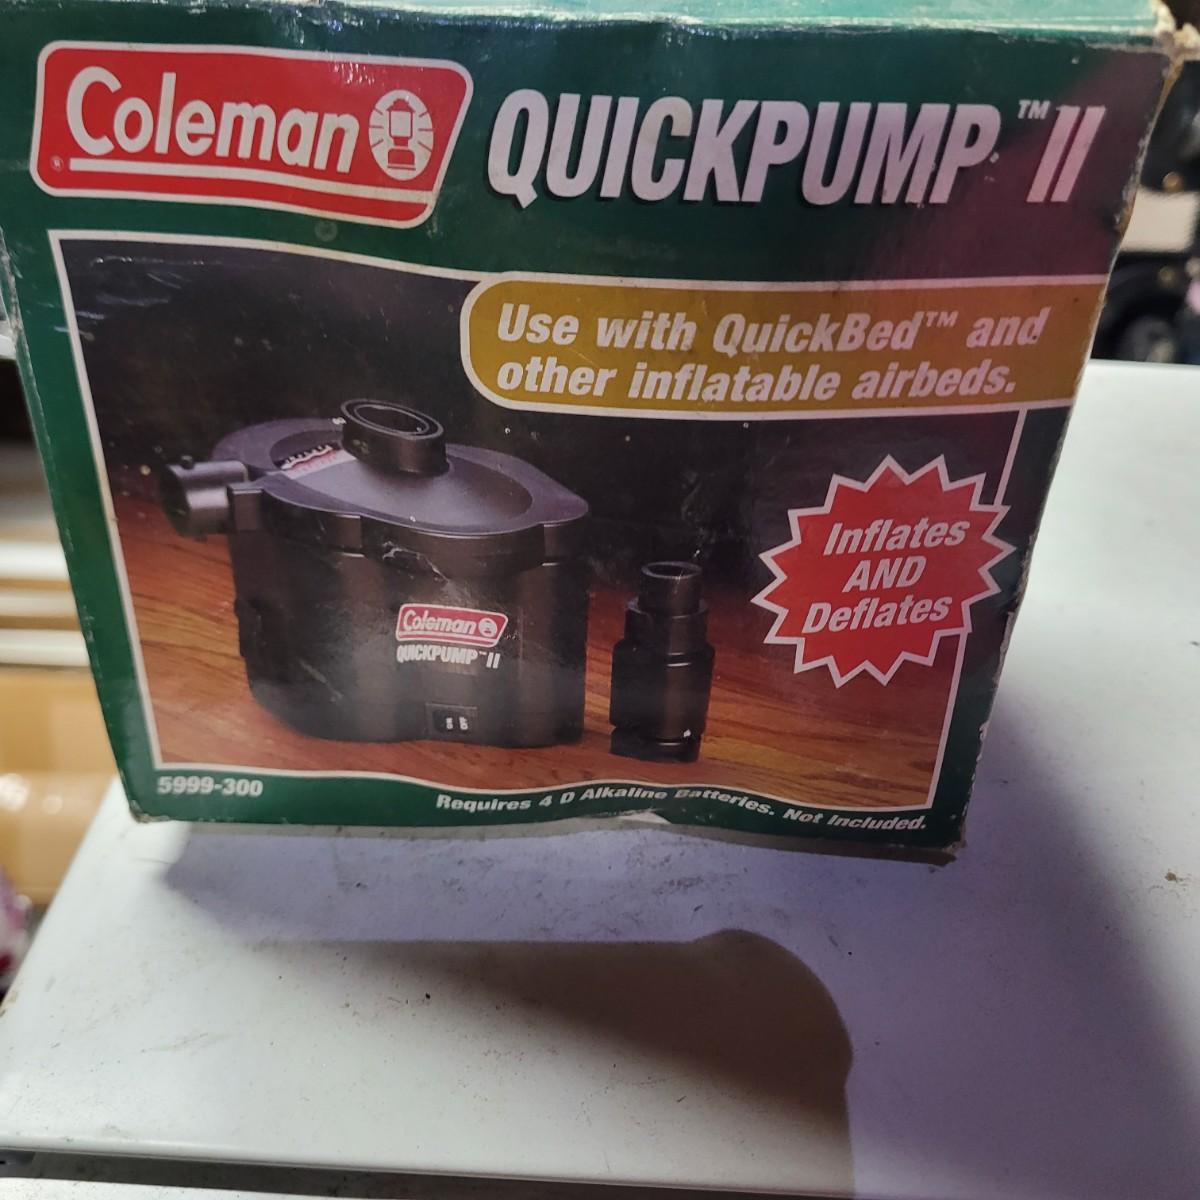 Coleman ®
QUICKPUMP™ II
Use with QuickBed™ and
other inflatable airbeds.
Inflates
AND
Deflates
Coleman
QUICKPUMP™ II
5999-300
Requires 4 D Alkaline Batteries. Not Included.